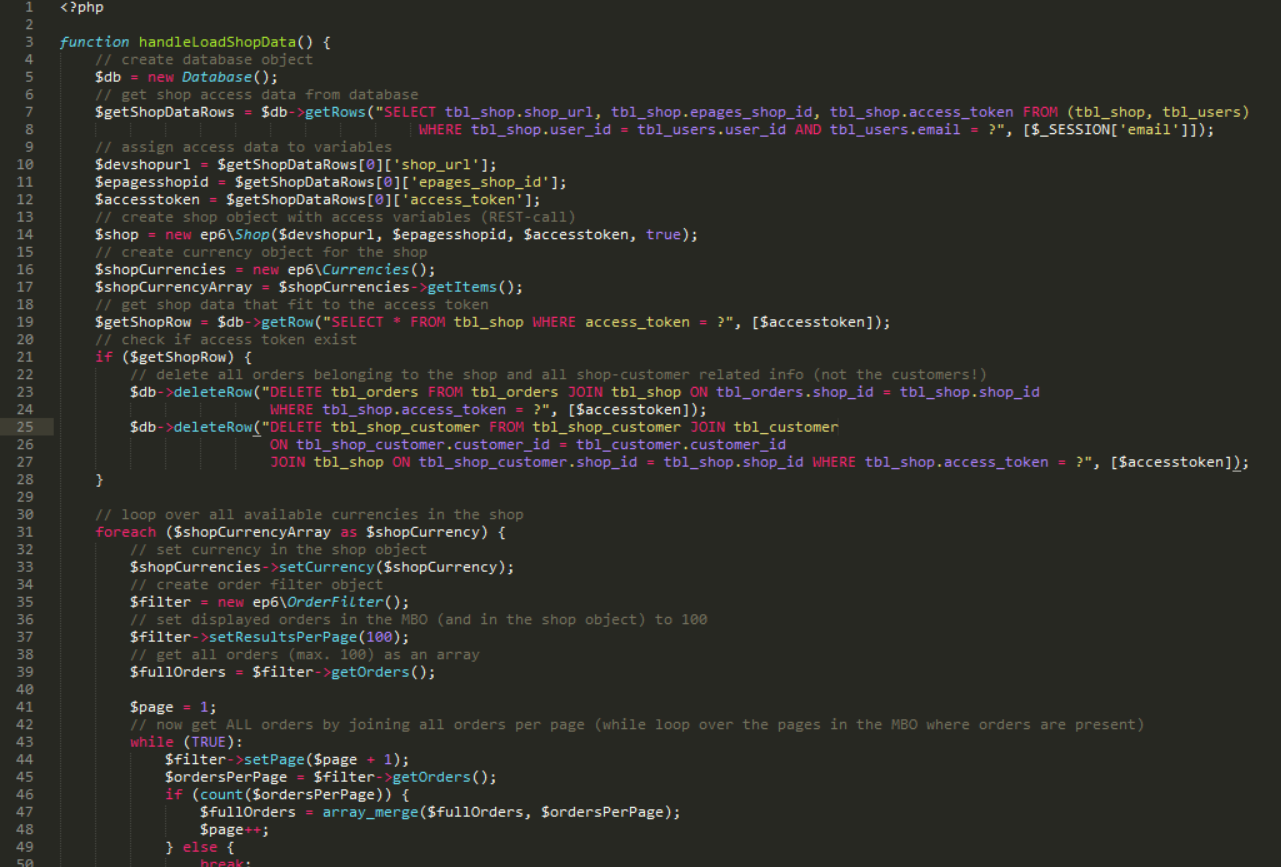 1 <?php
2
3 function handleLoadShopData() {
4 // create database object
5 $db = new Database();
6 // get shop access data from database
7 $getShopDataRows = $db->getRows("SELECT tbl_shop.shop_url, tbl_shop.epages_shop_id, tbl_shop.access_token FROM (tbl_shop, tbl_users)
8 WHERE tbl_shop.user_id = tbl_users.user_id AND tbl_users.email = ?", [$_SESSION['email']]);
9 // assign access data to variables
10 $devshopurl = $getShopDataRows[0]['shop_url'];
11 $epagesshopid = $getShopDataRows[0]['epages_shop_id'];
12 $accesstoken = $getShopDataRows[0]['access_token'];
13 // create shop object with access variables (REST-call)
14 $shop = new ep6\Shop($devshopurl, $epagesshopid, $accesstoken, true);
15 // create currency object for the shop
16 $shopCurrencies = new ep6\Currencies();
17 $shopCurrencyArray = $shopCurrencies->getItems();
18 // get shop data that fit to the access token
19 $getShopRow = $db->getRow("SELECT * FROM tbl_shop WHERE access_token = ?", [$accesstoken]);
20 // check if access token exist
21 if ($getShopRow) {
22 // delete all orders belonging to the shop and all shop-customer related info (not the customers!)
23 $db->deleteRow("DELETE tbl_orders FROM tbl_orders JOIN tbl_shop ON tbl_orders.shop_id = tbl_shop.shop_id
24 WHERE tbl_shop.access_token = ?", [$accesstoken]);
25 $db->deleteRow("DELETE tbl_shop_customer FROM tbl_shop_customer JOIN tbl_customer
26 ON tbl_shop_customer.customer_id = tbl_customer.customer_id
27 JOIN tbl_shop ON tbl_shop_customer.shop_id = tbl_shop.shop_id WHERE tbl_shop.access_token = ?", [$accesstoken]);
28 }
29
30 // loop over all available currencies in the shop
31 foreach ($shopCurrencyArray as $shopCurrency) {
32 // set currency in the shop object
33 $shopCurrencies->setCurrency($shopCurrency);
34 // create order filter object
35 $filter = new ep6\OrderFilter();
36 // set displayed orders in the MBO (and in the shop object) to 100
37 $filter->setResultsPerPage(100);
38 // get all orders (max. 100) as an array
39 $fullOrders = $filter->getOrders();
40
41 $page = 1;
42 // now get ALL orders by joining all orders per page (while loop over the pages in the MBO where orders are present)
43 while (TRUE):
44 $filter->setPage($page + 1);
45 $ordersPerPage = $filter->getOrders();
46 if (count($ordersPerPage)) {
47 $fullOrders = array_merge($fullOrders, $ordersPerPage);
48 $page++;
49 } else {
50 break;